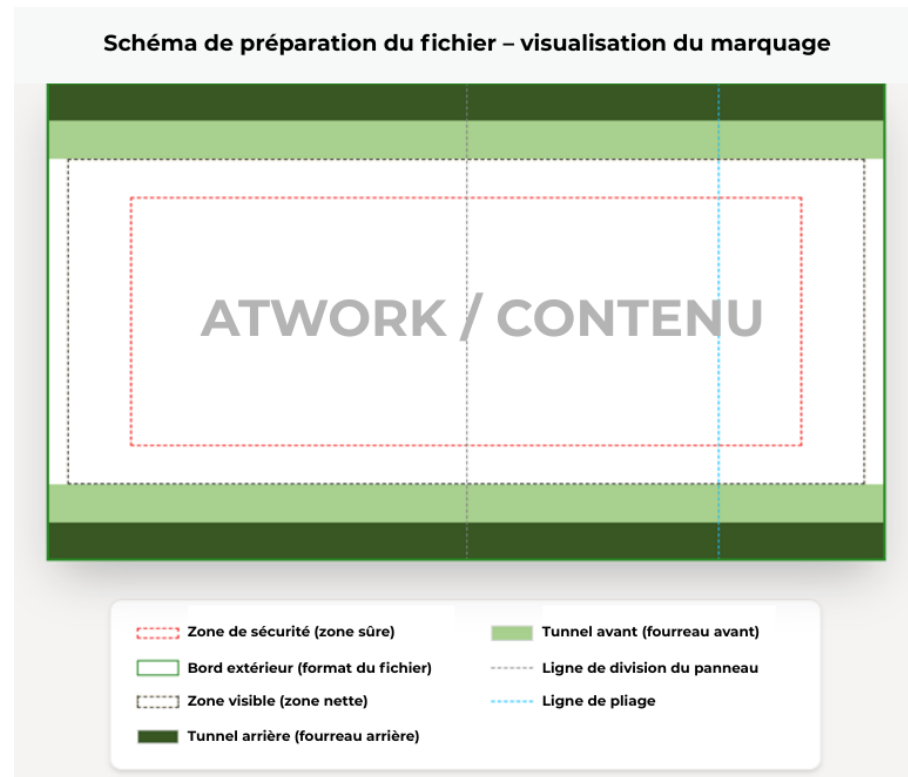 Schéma de préparation du fichier – visualisation du marquage
ATWORK / CONTENU
Zone de sécurité (zone sûre)
Bord extérieur (format du fichier)
Zone visible (zone nette)
Tunnel arrière (fourreau arrière)
Tunnel avant (fourreau avant)
Ligne de division du panneau
Ligne de pliage